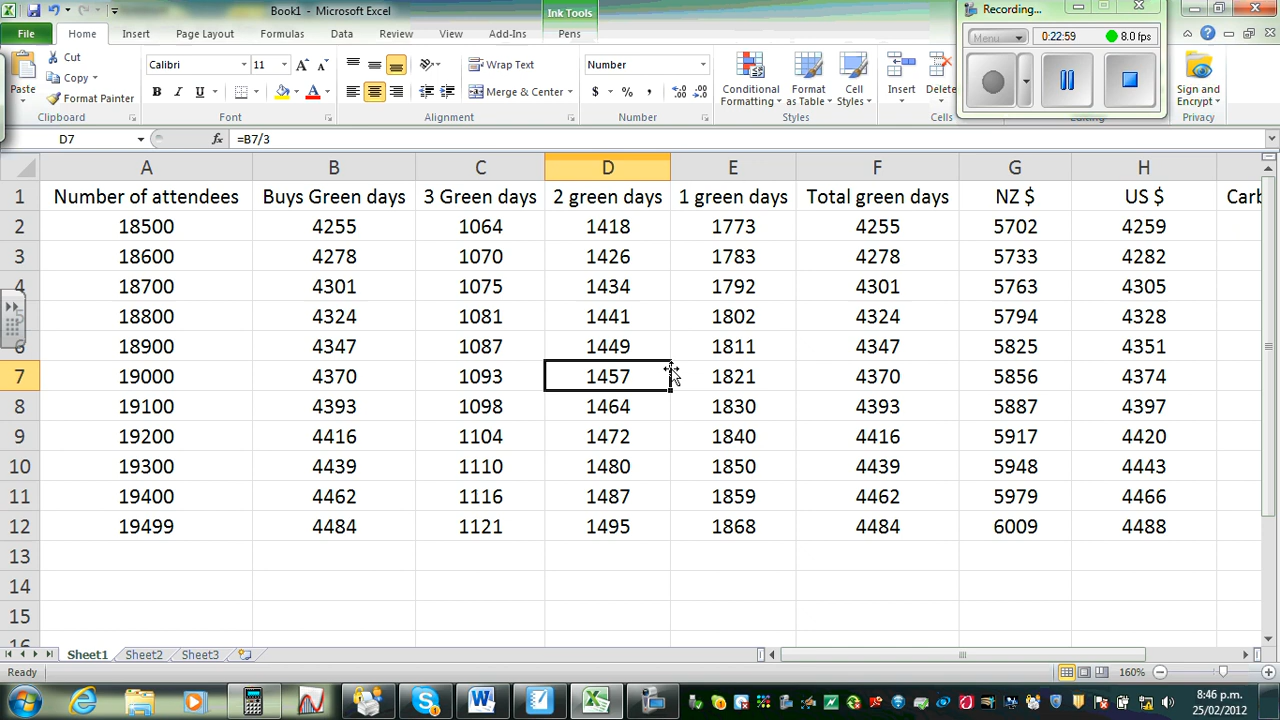 Book1 - Microsoft Excel
Ink Tools
Recording...
File Home Insert Page Layout Formulas Data Review View Add-Ins Pens
Menu 0:22:59 8.0 fps
Paste
Cut
Copy
Format Painter
Calibri 11
B I U
Wrap Text
Merge & Center
Number
$ % ,
Conditional Formatting
Format as Table
Cell Styles
Insert
Delete
Sign and Encrypt
Clipboard Font Alignment Number Styles Cells Editing Privacy
D7 fx =B7/3
A B C D E F G H
1 Number of attendees Buys Green days 3 Green days 2 green days 1 green days Total green days NZ $ US $ Carb
2 18500 4255 1064 1418 1773 4255 5702 4259
3 18600 4278 1070 1426 1783 4278 5733 4282
4 18700 4301 1075 1434 1792 4301 5763 4305
5 18800 4324 1081 1441 1802 4324 5794 4328
6 18900 4347 1087 1449 1811 4347 5825 4351
7 19000 4370 1093 1457 1821 4370 5856 4374
8 19100 4393 1098 1464 1830 4393 5887 4397
9 19200 4416 1104 1472 1840 4416 5917 4420
10 19300 4439 1110 1480 1850 4439 5948 4443
11 19400 4462 1116 1487 1859 4462 5979 4466
12 19499 4484 1121 1495 1868 4484 6009 4488
13
14
15
16
Sheet1 Sheet2 Sheet3
Ready 160%
8:46 p.m.
25/02/2012